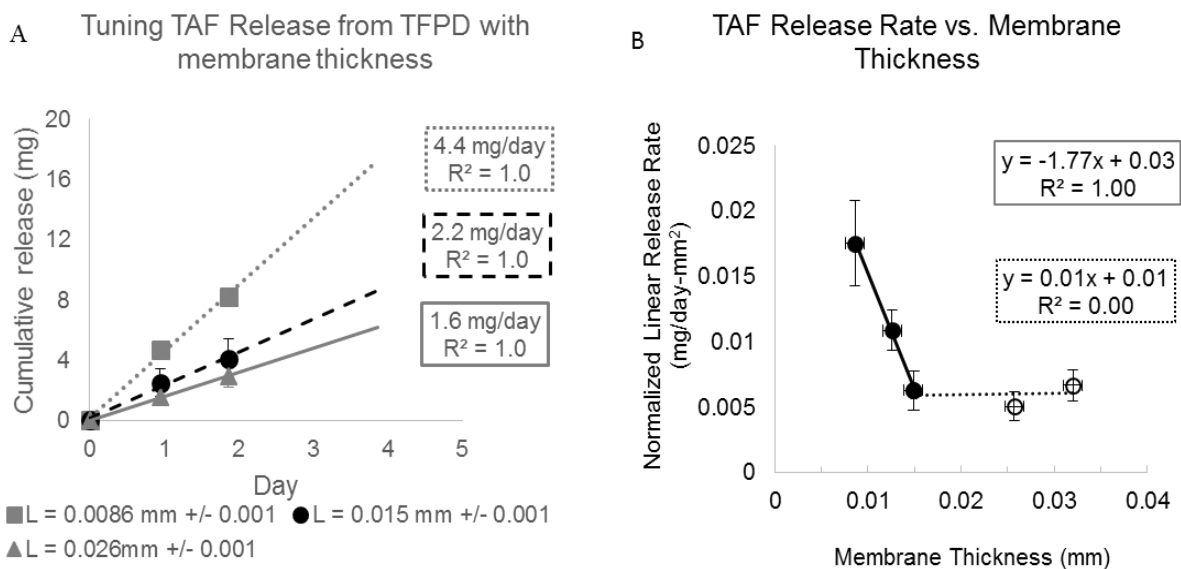 A
Tuning TAF Release from TFPD with
membrane thickness
Cumulative release (mg)
20
16
12
8
4
0
0 1 2 3 4 5
Day
4.4 mg/day
R² = 1.0
2.2 mg/day
R² = 1.0
1.6 mg/day
R² = 1.0
L = 0.0086 mm +/- 0.001 L = 0.015 mm +/- 0.001
L = 0.026mm +/- 0.001
B
TAF Release Rate vs. Membrane
Thickness
Normalized Linear Release Rate
(mg/day-mm²)
0.025
0.02
0.015
0.01
0.005
0
0 0.01 0.02 0.03 0.04
Membrane Thickness (mm)
y = -1.77x + 0.03
R² = 1.00
y = 0.01x + 0.01
R² = 0.00